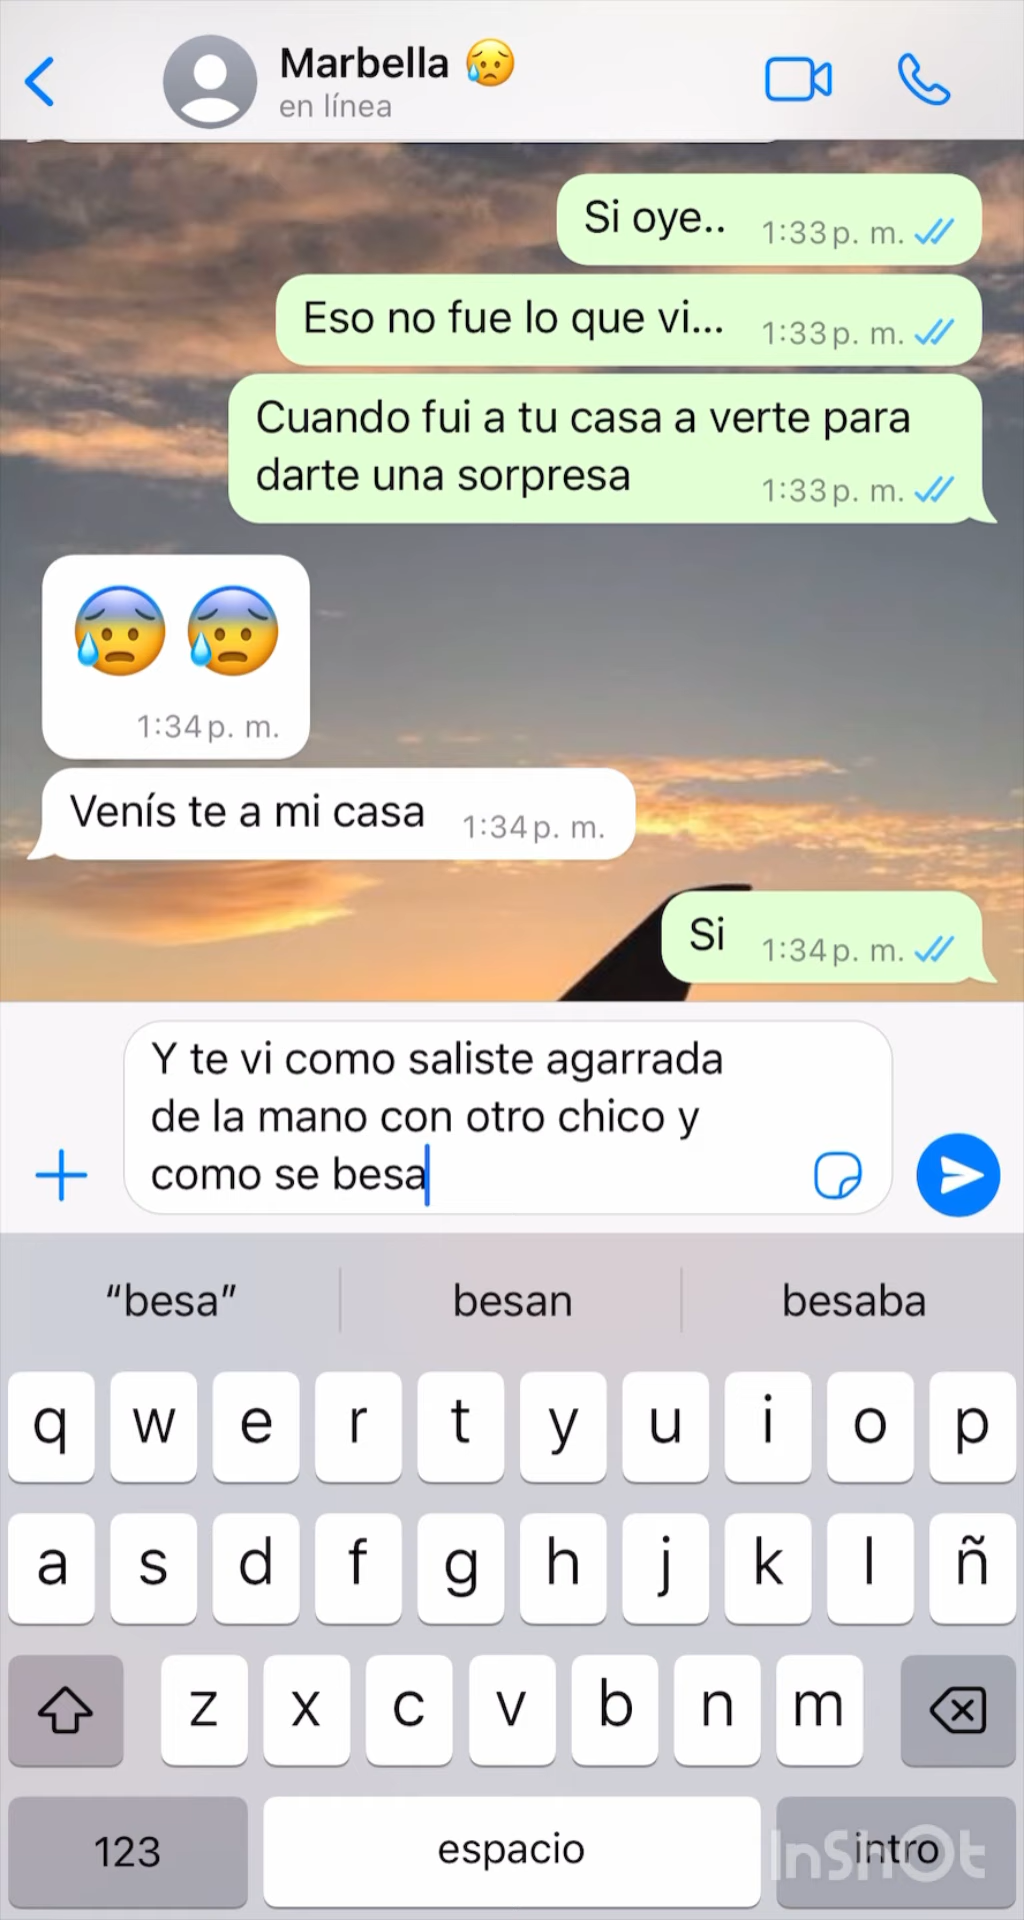 Marbella 😥
en línea
Si oye.. 1:33 p. m.
Eso no fue lo que vi... 1:33 p. m.
Cuando fui a tu casa a verte para
darte una sorpresa 1:33 p. m.
😰 😰
1:34 p. m.
Venís te a mi casa 1:34 p. m.
Si 1:34 p. m.
Y te vi como saliste agarrada
de la mano con otro chico y
como se besa
“besa” besan besaba
q w e r t y u i o p
a s d f g h j k l ñ
z x c v b n m
123 espacio intro
InShOt